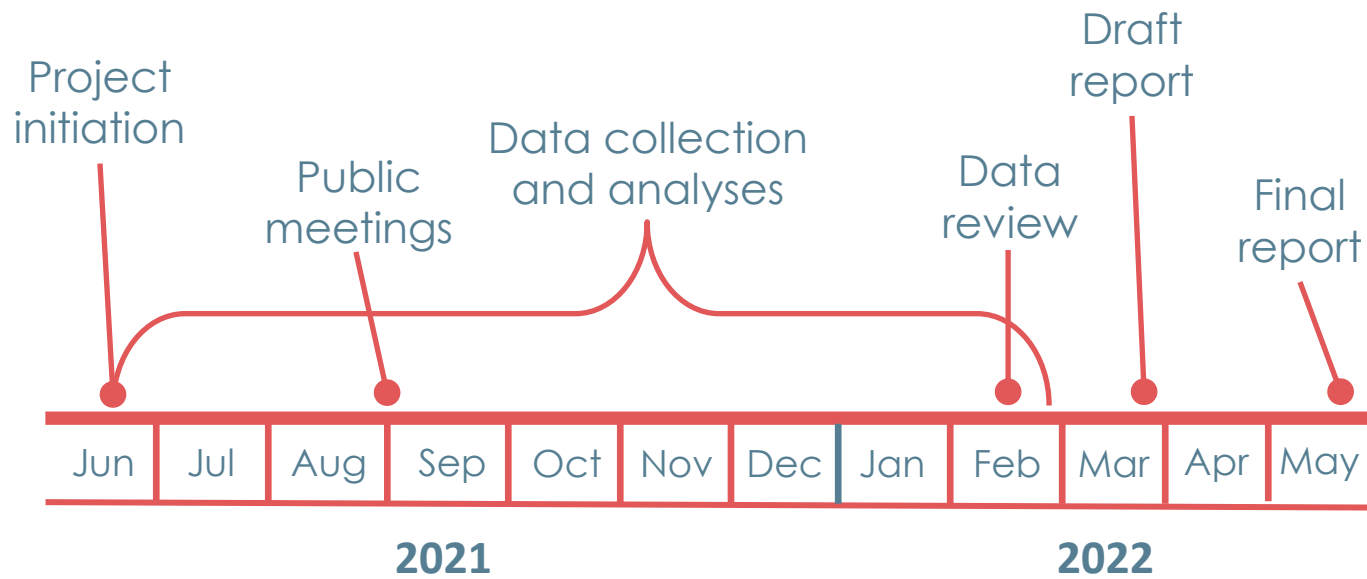 Project
initiation
Public
meetings
Data collection
and analyses
Data
review
Draft
report
Final
report
Jun Jul Aug Sep Oct Nov Dec Jan Feb Mar Apr May
2021 2022